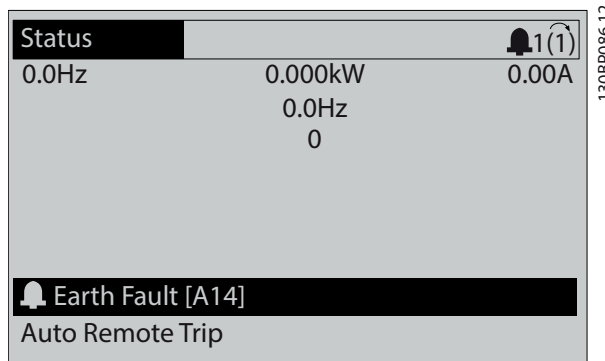 Status 1(1)
0.0Hz 0.000kW 0.00A
0.0Hz
0
Earth Fault [A14]
Auto Remote Trip
130BP086.12